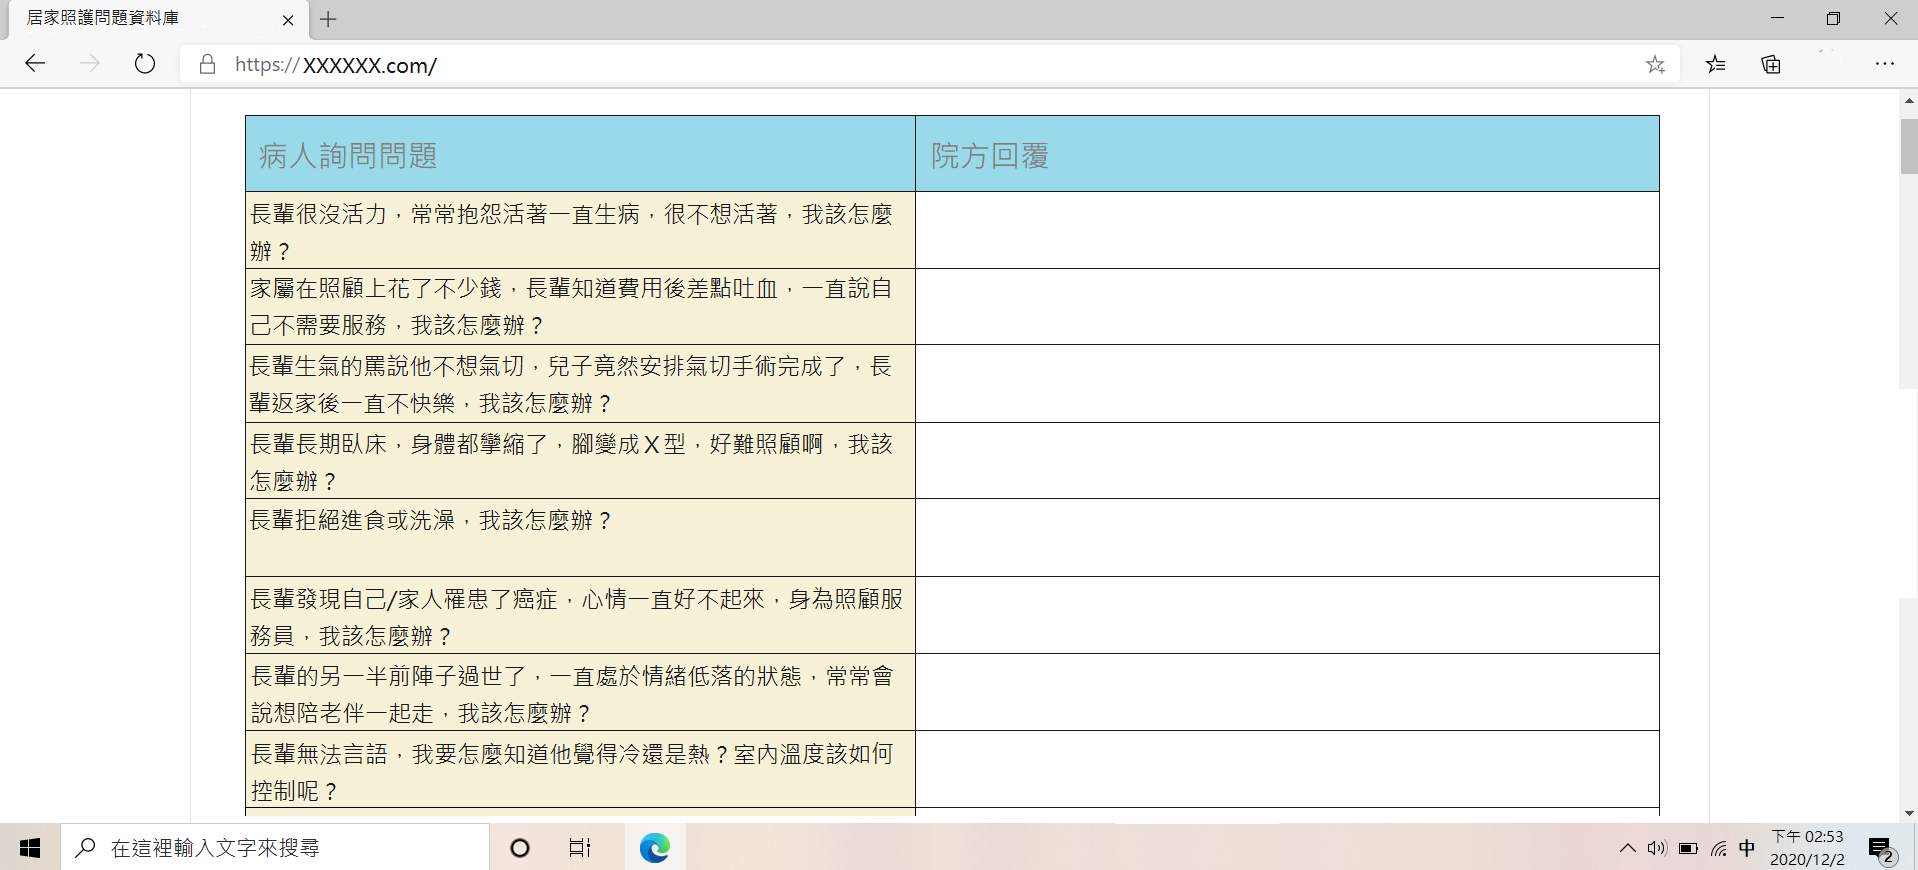 居家照護問題資料庫
https://XXXXXX.com/
病人詢問問題
院方回覆
長輩很沒活力，常常抱怨活著一直生病，很不想活著，我該怎麼
辦？
家屬在照顧上花了不少錢，長輩知道費用後差點吐血，一直說自
己不需要服務，我該怎麼辦？
長輩生氣的罵說他不想氣切，兒子竟然安排氣切手術完成了，長
輩返家後一直不快樂，我該怎麼辦？
長輩長期臥床，身體都攣縮了，腳變成Ｘ型，好難照顧啊，我該
怎麼辦？
長輩拒絕進食或洗澡，我該怎麼辦？
長輩發現自己/家人罹患了癌症，心情一直好不起來，身為照顧服
務員，我該怎麼辦？
長輩的另一半前陣子過世了，一直處於情緒低落的狀態，常常會
說想陪老伴一起走，我該怎麼辦？
長輩無法言語，我要怎麼知道他覺得冷還是熱？室內溫度該如何
控制呢？
在這裡輸入文字來搜尋
中
下午 02:53
2020/12/2
2